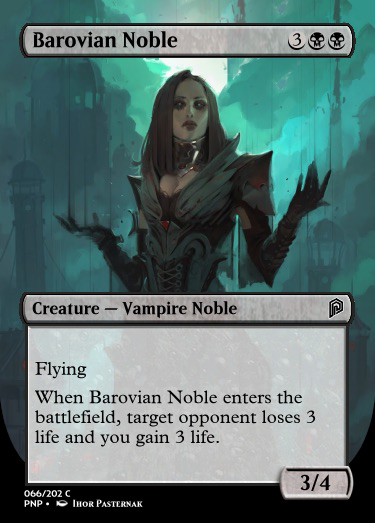 Barovian Noble 3
Creature — Vampire Noble
Flying
When Barovian Noble enters the
battlefield, target opponent loses 3
life and you gain 3 life.
3/4
066/202 C
PNP • Ihor Pasternak